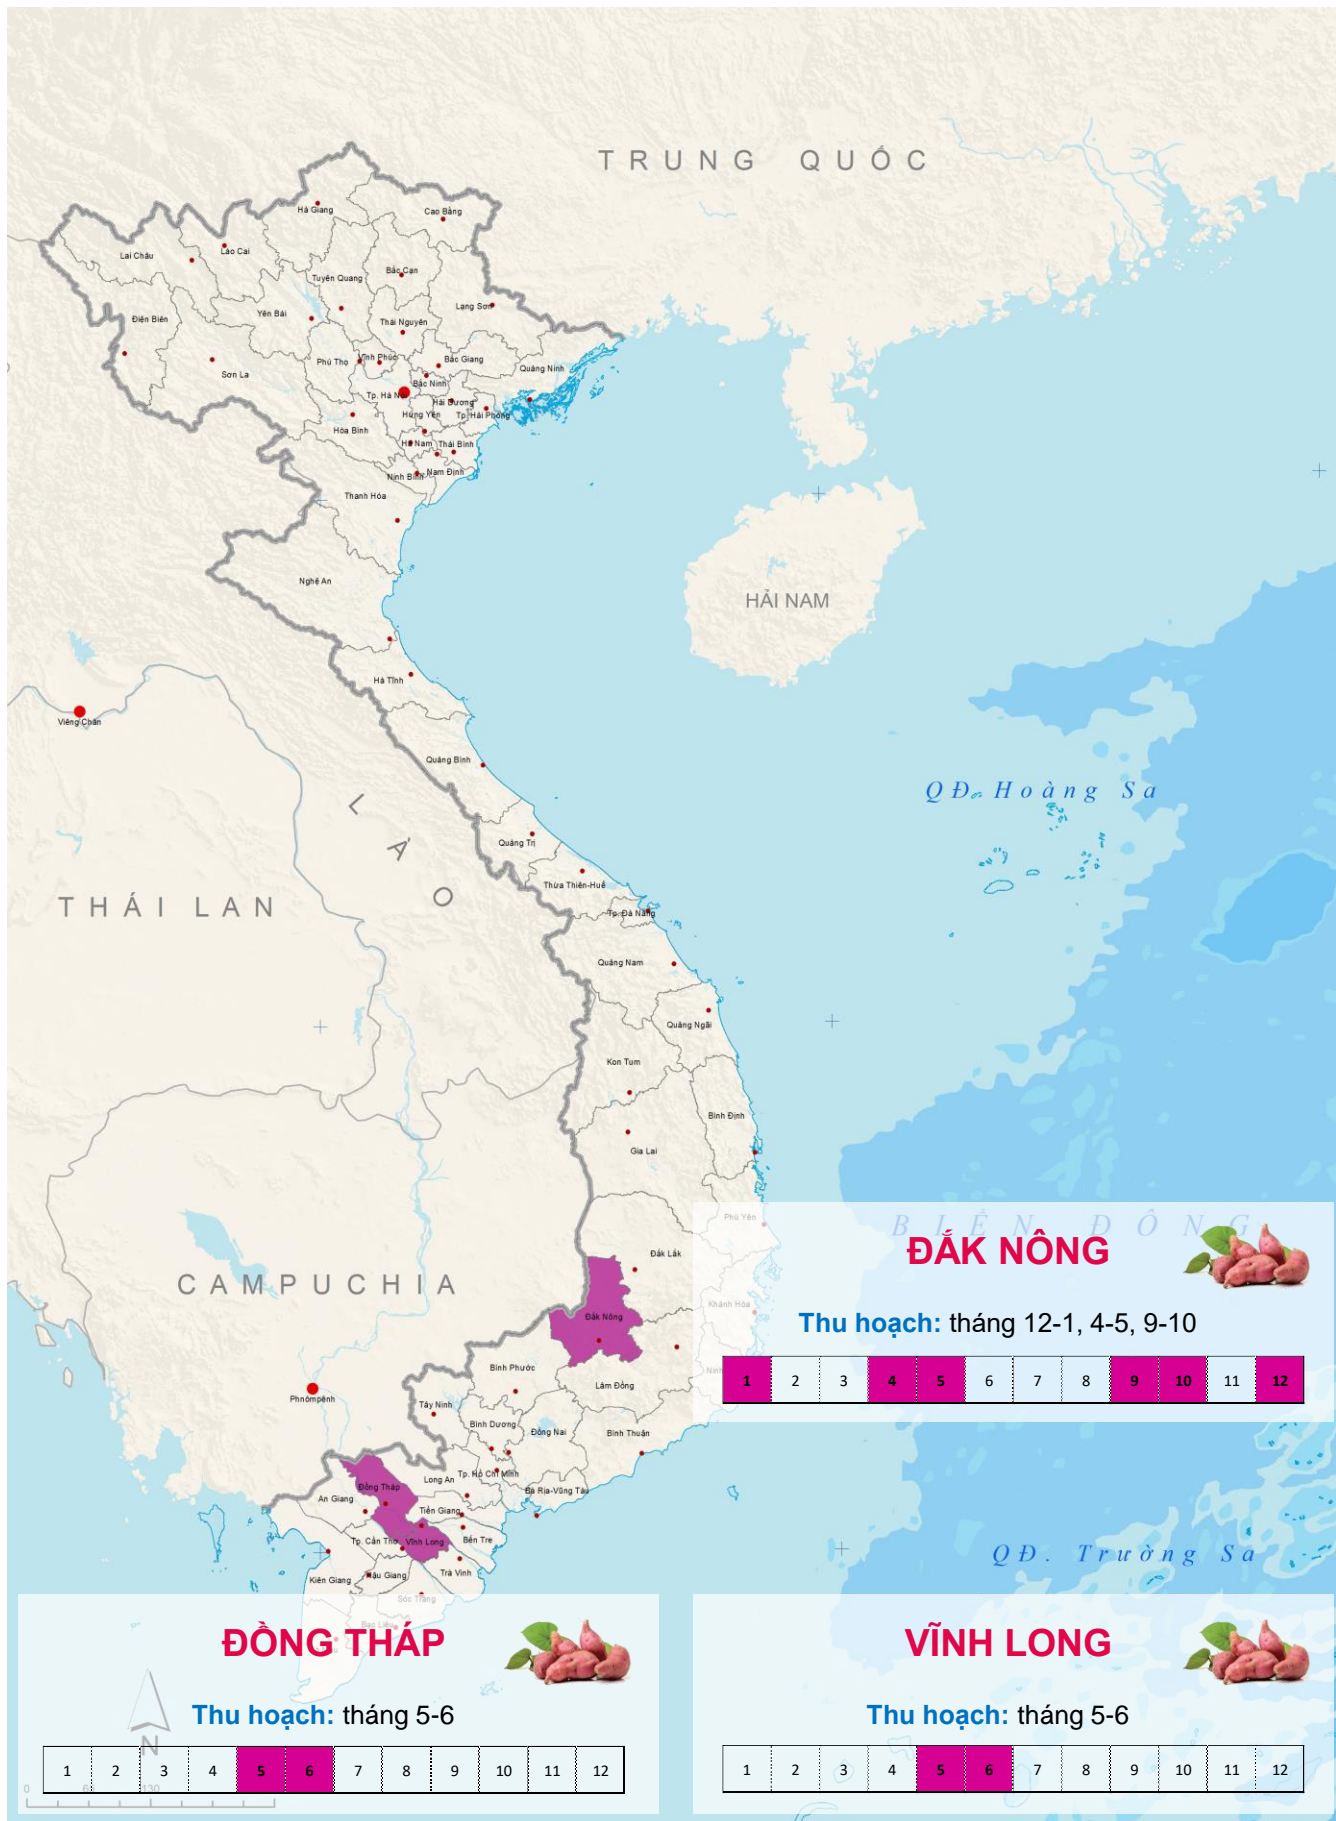 TRUNG QUỐC
Hà Giang
Cao Bằng
Lai Châu
Lào Cai
Tuyên Quang
Bắc Cạn
Điện Biên
Yên Bái
Lạng Sơn
Thái Nguyên
Sơn La
Phú Thọ
Vĩnh Phúc
Bắc Giang
Quảng Ninh
Bắc Ninh
Tp. Hà Nội
Hải Dương
Hưng Yên
Tp. Hải Phòng
Hòa Bình
Hà Nam
Thái Bình
Ninh Bình
Nam Định
Thanh Hóa
Nghệ An
HẢI NAM
Hà Tĩnh
Viêng Chăn
Quảng Bình
QĐ. Hoàng Sa
LÀO
Quảng Trị
Thừa Thiên-Huế
THÁI LAN
Tp. Đà Nẵng
Quảng Nam
Quảng Ngãi
Kon Tum
Bình Định
Gia Lai
Phú Yên
BIỂN ĐÔNG
ĐẮK NÔNG
Đắk Lắk
CAMPUCHIA
Khánh Hòa
Đắk Nông
Thu hoạch: tháng 12-1, 4-5, 9-10
1 2 3 4 5 6 7 8 9 10 11 12
Bình Phước
Lâm Đồng
Phnômpênh
Tây Ninh
Bình Dương
Đồng Nai
Bình Thuận
Tp. Hồ Chí Minh
Long An
Đồng Tháp
Bà Rịa-Vũng Tàu
An Giang
Tiền Giang
Tp. Cần Thơ
Vĩnh Long
Bến Tre
QĐ. Trường Sa
Kiên Giang
Hậu Giang
Trà Vinh
Sóc Trăng
Bạc Liêu
ĐỒNG THÁP
Thu hoạch: tháng 5-6
N
1 2 3 4 5 6 7 8 9 10 11 12
0 65 130
VĨNH LONG
Thu hoạch: tháng 5-6
1 2 3 4 5 6 7 8 9 10 11 12